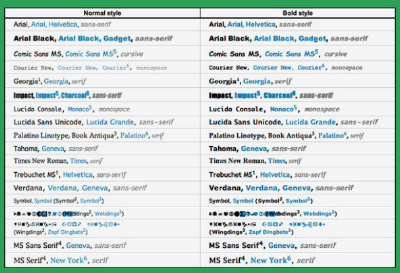 Normal style Bold style
Arial, Arial, Helvetica, sans-serif Arial, Arial, Helvetica, sans-serif
Arial Black, Arial Black, Gadget, sans-serif Arial Black, Arial Black, Gadget, sans-serif
Comic Sans MS, Comic Sans MS⁵, cursive Comic Sans MS, Comic Sans MS⁵, cursive
Courier New, Courier New, Courier⁶, monospace Courier New, Courier New, Courier⁶, monospace
Georgia¹, Georgia, serif Georgia¹, Georgia, serif
Impact, Impact⁵, Charcoal⁶, sans-serif Impact, Impact⁵, Charcoal⁶, sans-serif
Lucida Console, Monaco⁵, monospace Lucida Console, Monaco⁵, monospace
Lucida Sans Unicode, Lucida Grande, sans-serif Lucida Sans Unicode, Lucida Grande, sans-serif
Palatino Linotype, Book Antiqua³, Palatino⁶, serif Palatino Linotype, Book Antiqua³, Palatino⁶, serif
Tahoma, Geneva, sans-serif Tahoma, Geneva, sans-serif
Times New Roman, Times, serif Times New Roman, Times, serif
Trebuchet MS¹, Helvetica, sans-serif Trebuchet MS¹, Helvetica, sans-serif
Verdana, Verdana, Geneva, sans-serif Verdana, Verdana, Geneva, sans-serif
Symbol, Symbol (Symbol², Symbol²) Symbol, Symbol (Symbol², Symbol²)
(Webdings², Webdings²) (Webdings², Webdings²)
(Wingdings², Zapf Dingbats²) (Wingdings², Zapf Dingbats²)
MS Sans Serif⁴, Geneva, sans-serif MS Sans Serif⁴, Geneva, sans-serif
MS Serif⁴, New York⁶, serif MS Serif⁴, New York⁶, serif